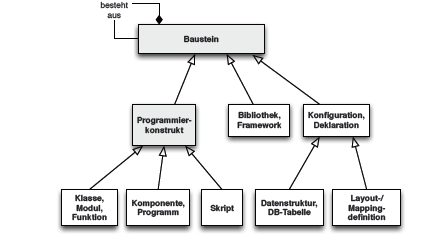 besteht
aus
Baustein
Programmier-
konstrukt
Bibliothek,
Framework
Konfiguration,
Deklaration
Klasse,
Modul,
Funktion
Komponente,
Programm
Skript
Datenstruktur,
DB-Tabelle
Layout-/
Mapping-
definition